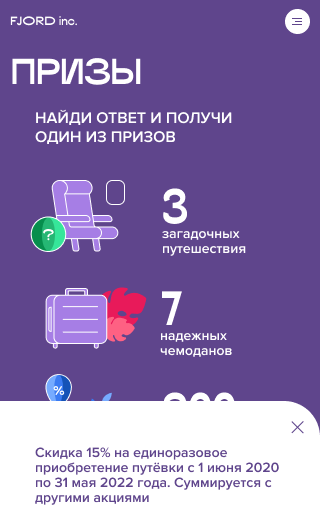 FJORD inc.
ПРИЗЫ
НАЙДИ ОТВЕТ И ПОЛУЧИ
ОДИН ИЗ ПРИЗОВ
3
загадочных
путешествия
?
7
надежных
чемоданов
%
Скидка 15% на единоразовое
приобретение путёвки с 1 июня 2020
по 31 мая 2022 года. Суммируется с
другими акциями